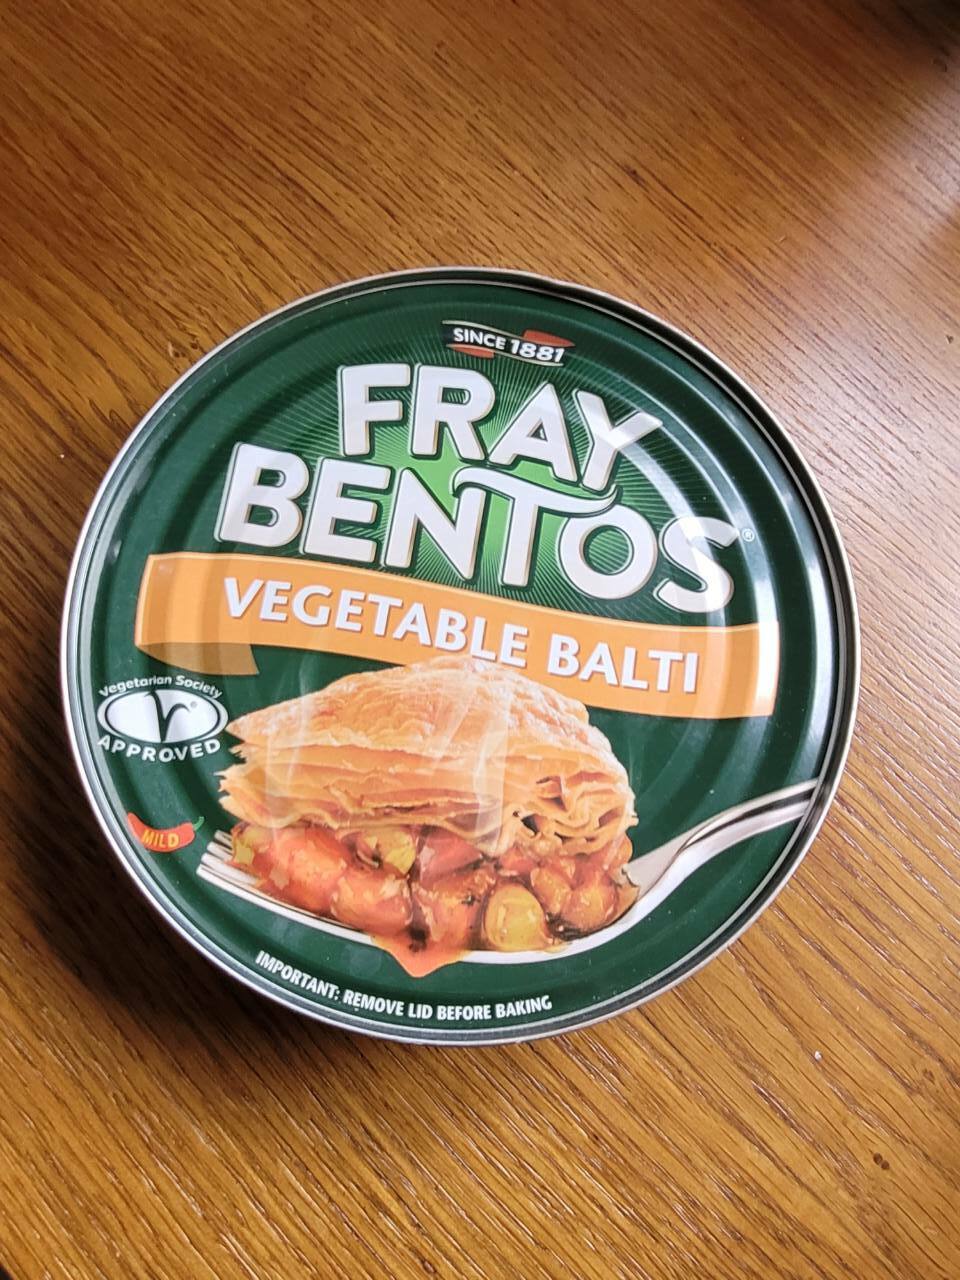 SINCE 1881
FRAY
BENTOS®
VEGETABLE BALTI
Vegetarian Society
APPROVED
MILD
IMPORTANT: REMOVE LID BEFORE BAKING